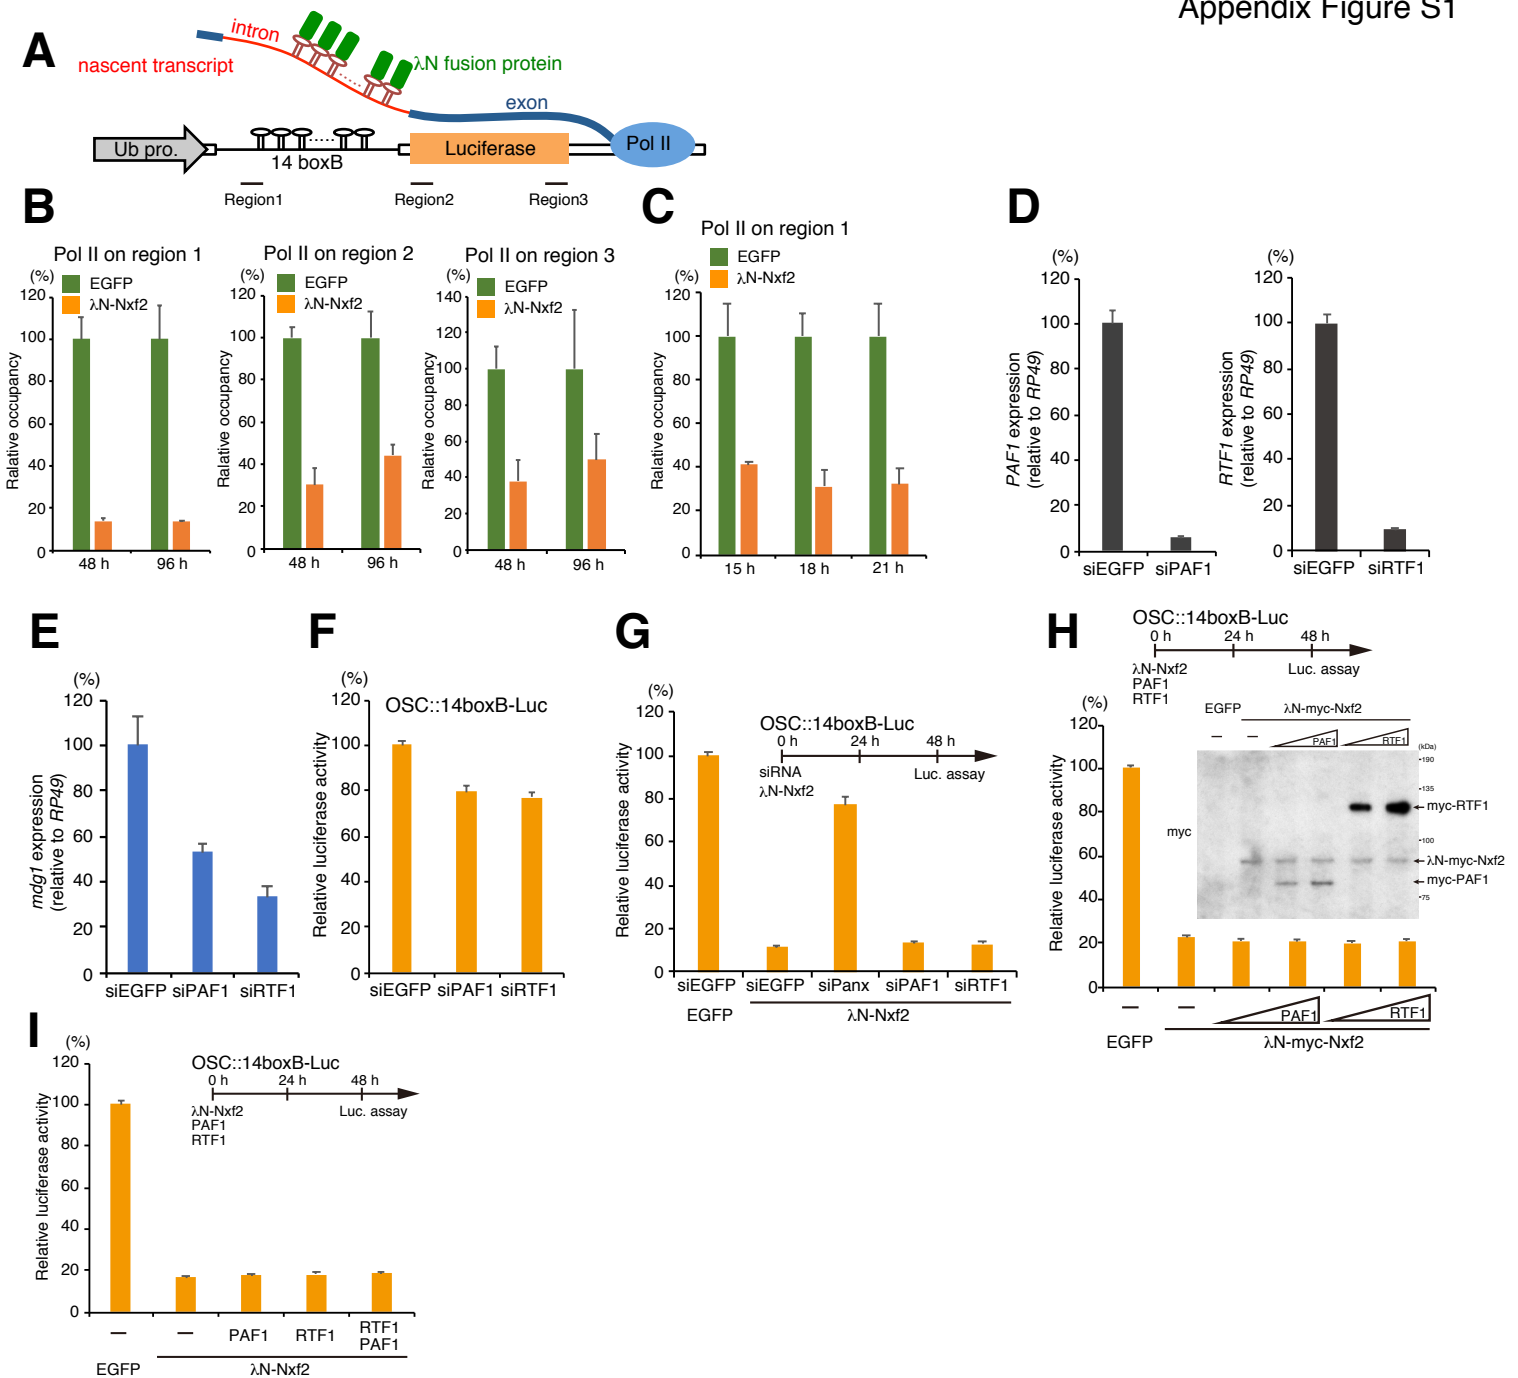 Appendix Figure S1
A
intron
nascent transcript
λN fusion protein
exon
Ub pro.
14 boxB
Luciferase
Pol II
Region1
Region2
Region3
B
Pol II on region 1
(%)
EGFP
λN-Nxf2
Ralative occupancy
120
100
80
60
40
20
0
48 h
96 h
Pol II on region 2
(%)
EGFP
λN-Nxf2
Ralative occupancy
120
100
80
60
40
20
0
48 h
96 h
Pol II on region 3
(%)
EGFP
λN-Nxf2
Ralative occupancy
140
120
100
80
60
40
20
0
48 h
96 h
C
Pol II on region 1
EGFP
(%)
λN-Nxf2
Ralative occupancy
120
100
80
60
40
20
0
15 h
18 h
21 h
D
(%)
PAF1 expression
(relative to RP49)
120
100
80
60
40
20
0
siEGFP
siPAF1
(%)
RTF1 expression
(relative to RP49)
120
100
80
60
40
20
0
siEGFP
siRTF1
E
(%)
mdg1 expression
(relative to RP49)
120
100
80
60
40
20
0
siEGFP siPAF1 siRTF1
F
(%)
OSC::14boxB-Luc
Relative luciferase activity
120
100
80
60
40
20
0
siEGFP siPAF1 siRTF1
G
(%)
OSC::14boxB-Luc
0 h 24 h 48 h
siRNA
λN-Nxf2
Luc. assay
Relative luciferase activity
120
100
80
60
40
20
0
siEGFP siEGFP siPanx siPAF1 siRTF1
EGFP
λN-Nxf2
H
OSC::14boxB-Luc
0 h 24 h 48 h
λN-Nxf2
PAF1
RTF1
Luc. assay
(%)
EGFP
λN-myc-Nxf2
– –
PAF1
RTF1
(kDa)
190
135
100
75
myc
myc-RTF1
λN-myc-Nxf2
myc-PAF1
Relative luciferase activity
120
100
80
60
40
20
0
– –
PAF1
RTF1
EGFP
λN-myc-Nxf2
I
(%)
OSC::14boxB-Luc
0 h 24 h 48 h
λN-Nxf2
PAF1
RTF1
Luc. assay
Relative luciferase activity
120
100
80
60
40
20
0
– – PAF1 RTF1 RTF1
PAF1
EGFP
λN-Nxf2